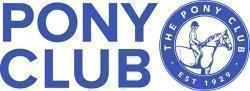 PONY
CLUB
THE PONY CLUB
EST 1929